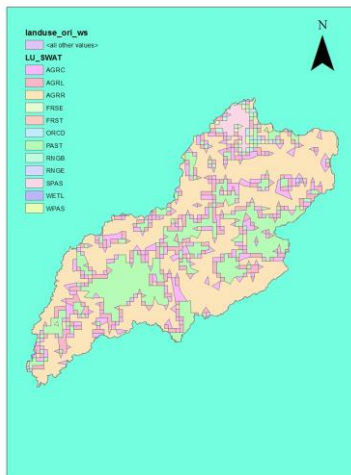 landuse_ori_ws
<all other values>
LU_SWAT
AGRC
AGRL
AGRR
FRSE
FRST
ORCD
PAST
RNGB
RNGE
SPAS
WETL
WPAS
N